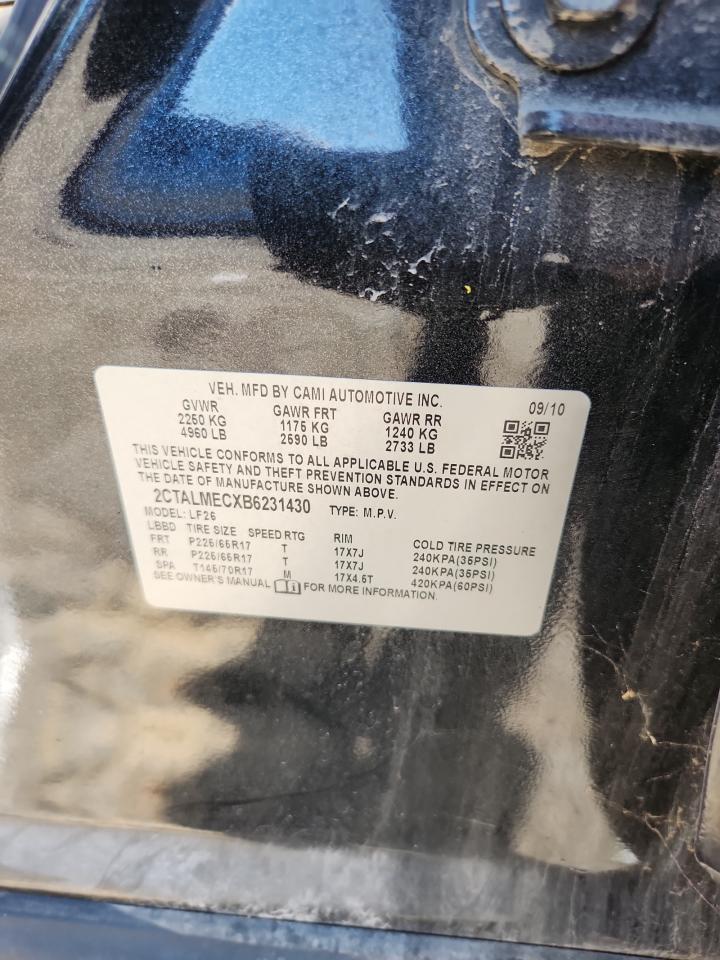 VEH. MFD BY CAMI AUTOMOTIVE INC. 09/10
GVWR GAWR FRT GAWR RR
2250 KG 1175 KG 1240 KG
4960 LB 2590 LB 2733 LB
THIS VEHICLE CONFORMS TO ALL APPLICABLE U.S. FEDERAL MOTOR
VEHICLE SAFETY AND THEFT PREVENTION STANDARDS IN EFFECT ON
THE DATE OF MANUFACTURE SHOWN ABOVE.
2CTALMECXB6231430 TYPE: M.P.V.
MODEL: LF26
LBBD TIRE SIZE SPEED RTG RIM COLD TIRE PRESSURE
FRT P225/65R17 T 17X7J 240KPA(35PSI)
RR P225/65R17 T 17X7J 240KPA(35PSI)
SPA T145/70R17 M 17X4.5T 420KPA(60PSI)
SEE OWNER'S MANUAL FOR MORE INFORMATION.